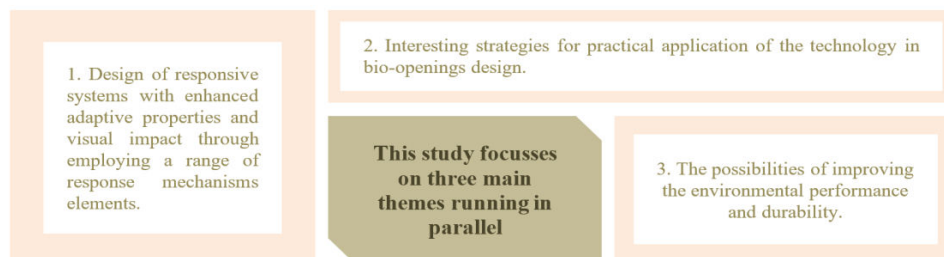 1. Design of responsive
systems with enhanced
adaptive properties and
visual impact through
employing a range of
response mechanisms
elements.
2. Interesting strategies for practical application of the technology in
bio-openings design.
This study focusses
on three main
themes running in
parallel
3. The possibilities of improving
the environmental performance
and durability.